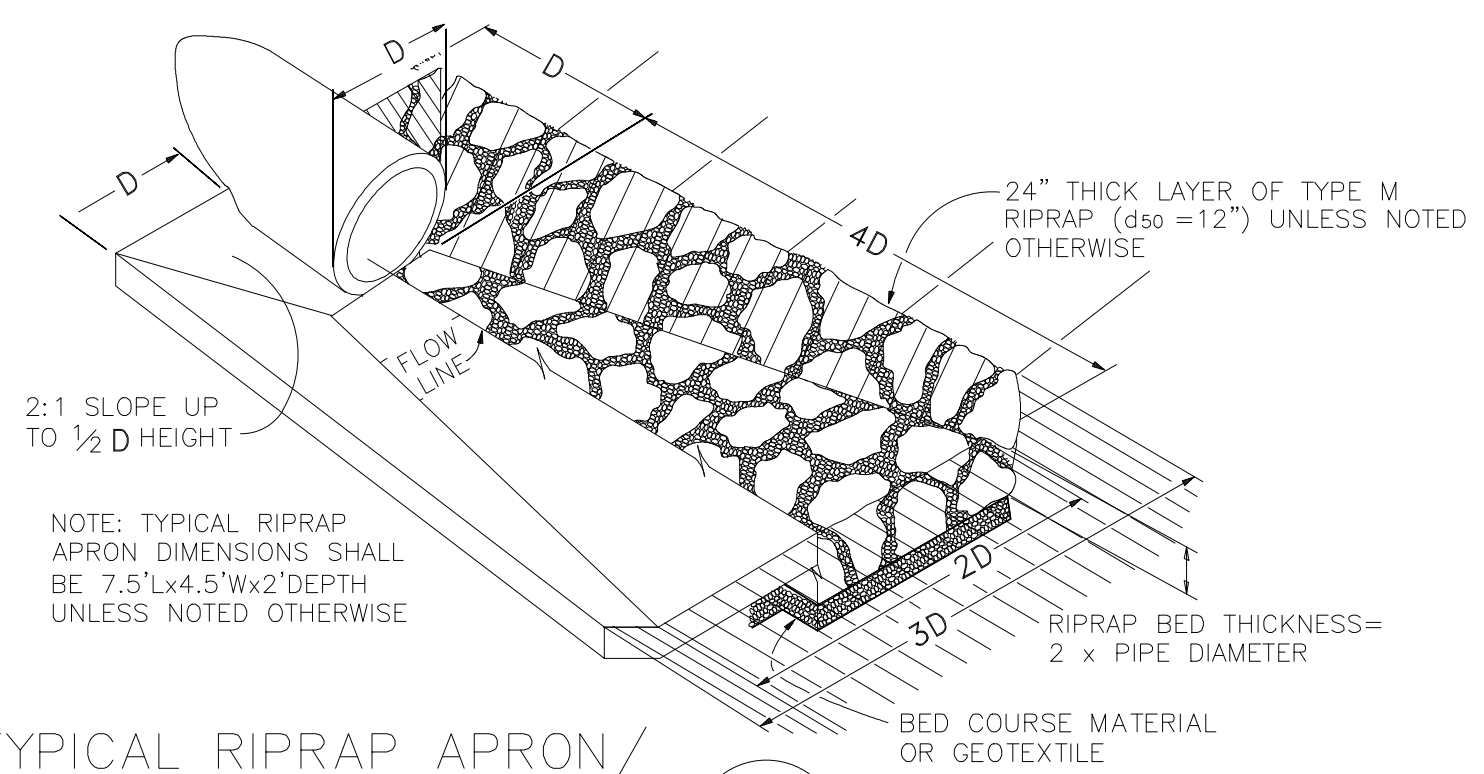 D
D
D
4D
24" THICK LAYER OF TYPE M
RIPRAP (d50 =12") UNLESS NOTED
OTHERWISE
FLOW
LINE
2:1 SLOPE UP
TO 1/2 D HEIGHT
NOTE: TYPICAL RIPRAP
APRON DIMENSIONS SHALL
BE 7.5'Lx4.5'Wx2'DEPTH
UNLESS NOTED OTHERWISE
2D
3D
RIPRAP BED THICKNESS=
2 x PIPE DIAMETER
BED COURSE MATERIAL
OR GEOTEXTILE
TYPICAL RIPRAP APRON/